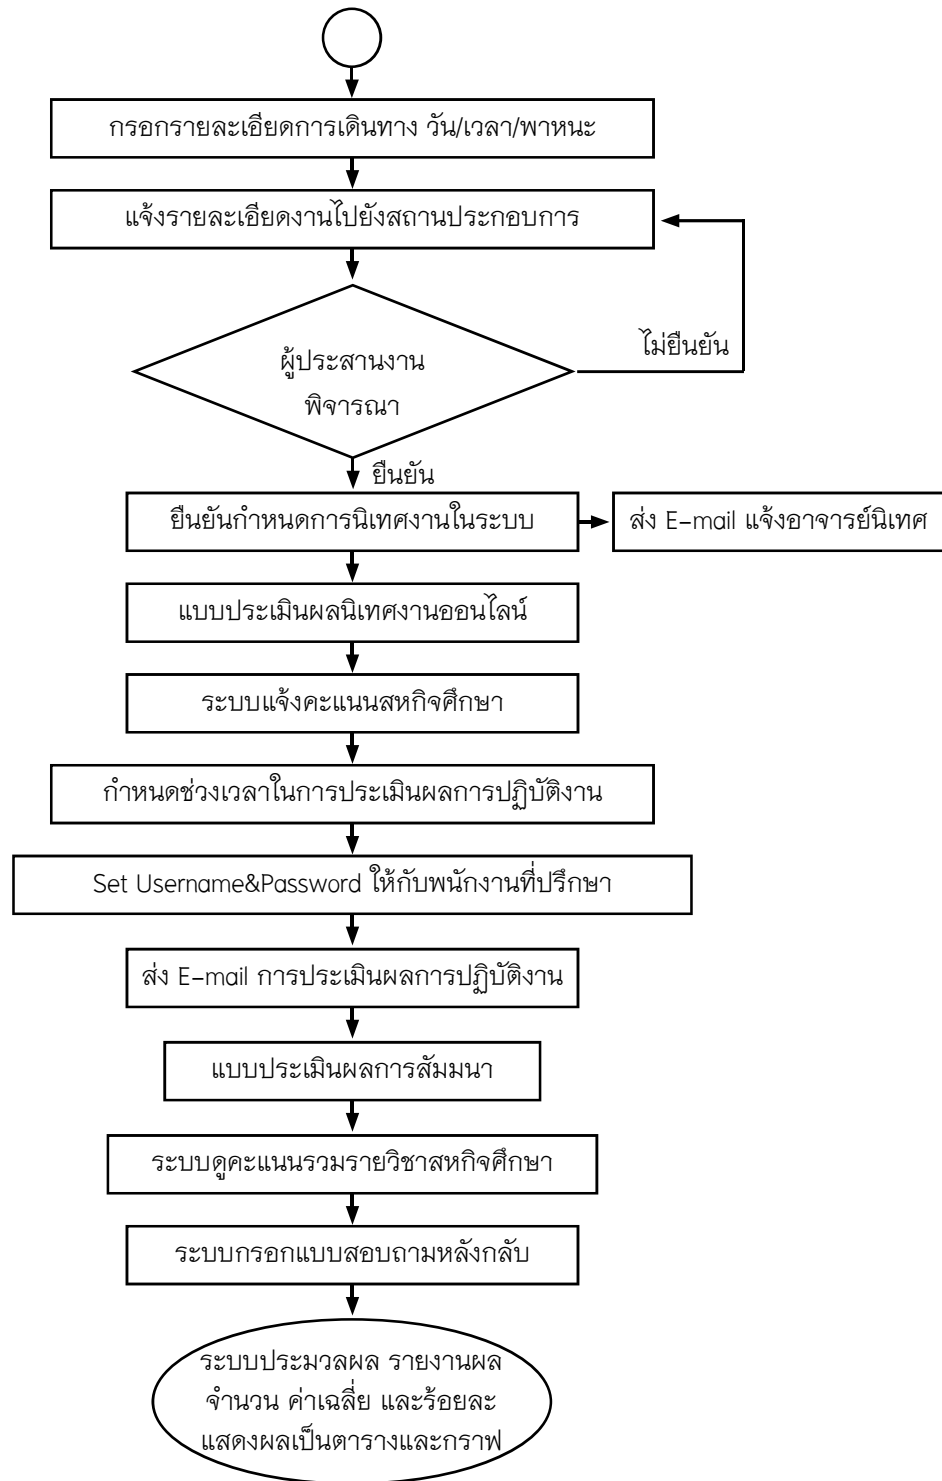 กรอกรายละเอียดการเดินทาง วัน/เวลา/พาหนะ
แจ้งรายละเอียดงานไปยังสถานประกอบการ
ไม่ยืนยัน
ผู้ประสานงาน
พิจารณา
ยืนยัน
ยืนยันกำหนดการนิเทศงานในระบบ
ส่ง E-mail แจ้งอาจารย์นิเทศ
แบบประเมินผลนิเทศงานออนไลน์
ระบบแจ้งคะแนนสหกิจศึกษา
กำหนดช่วงเวลาในการประเมินผลการปฏิบัติงาน
Set Username&Password ให้กับพนักงานที่ปรึกษา
ส่ง E-mail การประเมินผลการปฏิบัติงาน
แบบประเมินผลการสัมมนา
ระบบดูคะแนนรวมรายวิชาสหกิจศึกษา
ระบบกรอกแบบสอบถามหลังกลับ
ระบบประมวลผล รายงานผล
จำนวน ค่าเฉลี่ย และร้อยละ
แสดงผลเป็นตารางและกราฟ